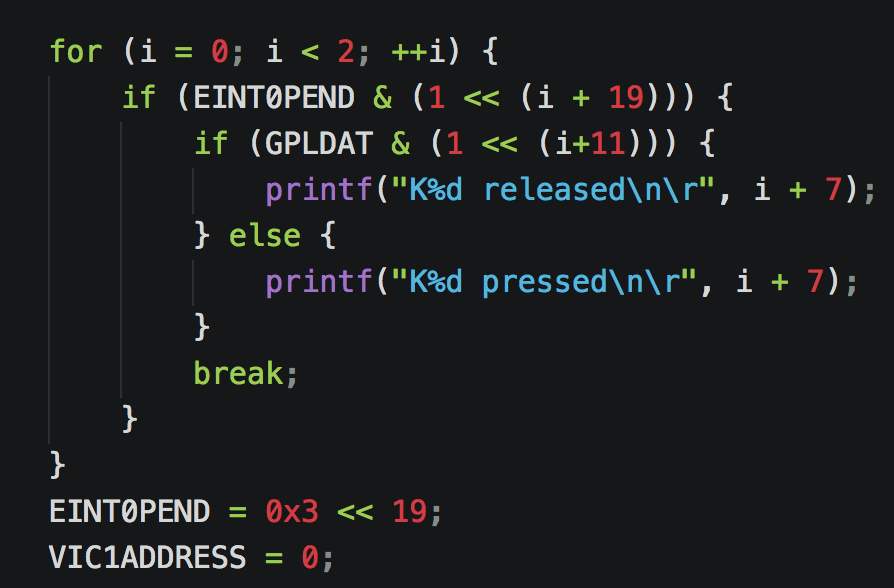 for (i = 0; i < 2; ++i) {
    if (EINT0PEND & (1 << (i + 19))) {
        if (GPLDAT & (1 << (i+11))) {
            printf("K%d released\n\r", i + 7);
        } else {
            printf("K%d pressed\n\r", i + 7);
        }
        break;
    }
}
EINT0PEND = 0x3 << 19;
VIC1ADDRESS = 0;